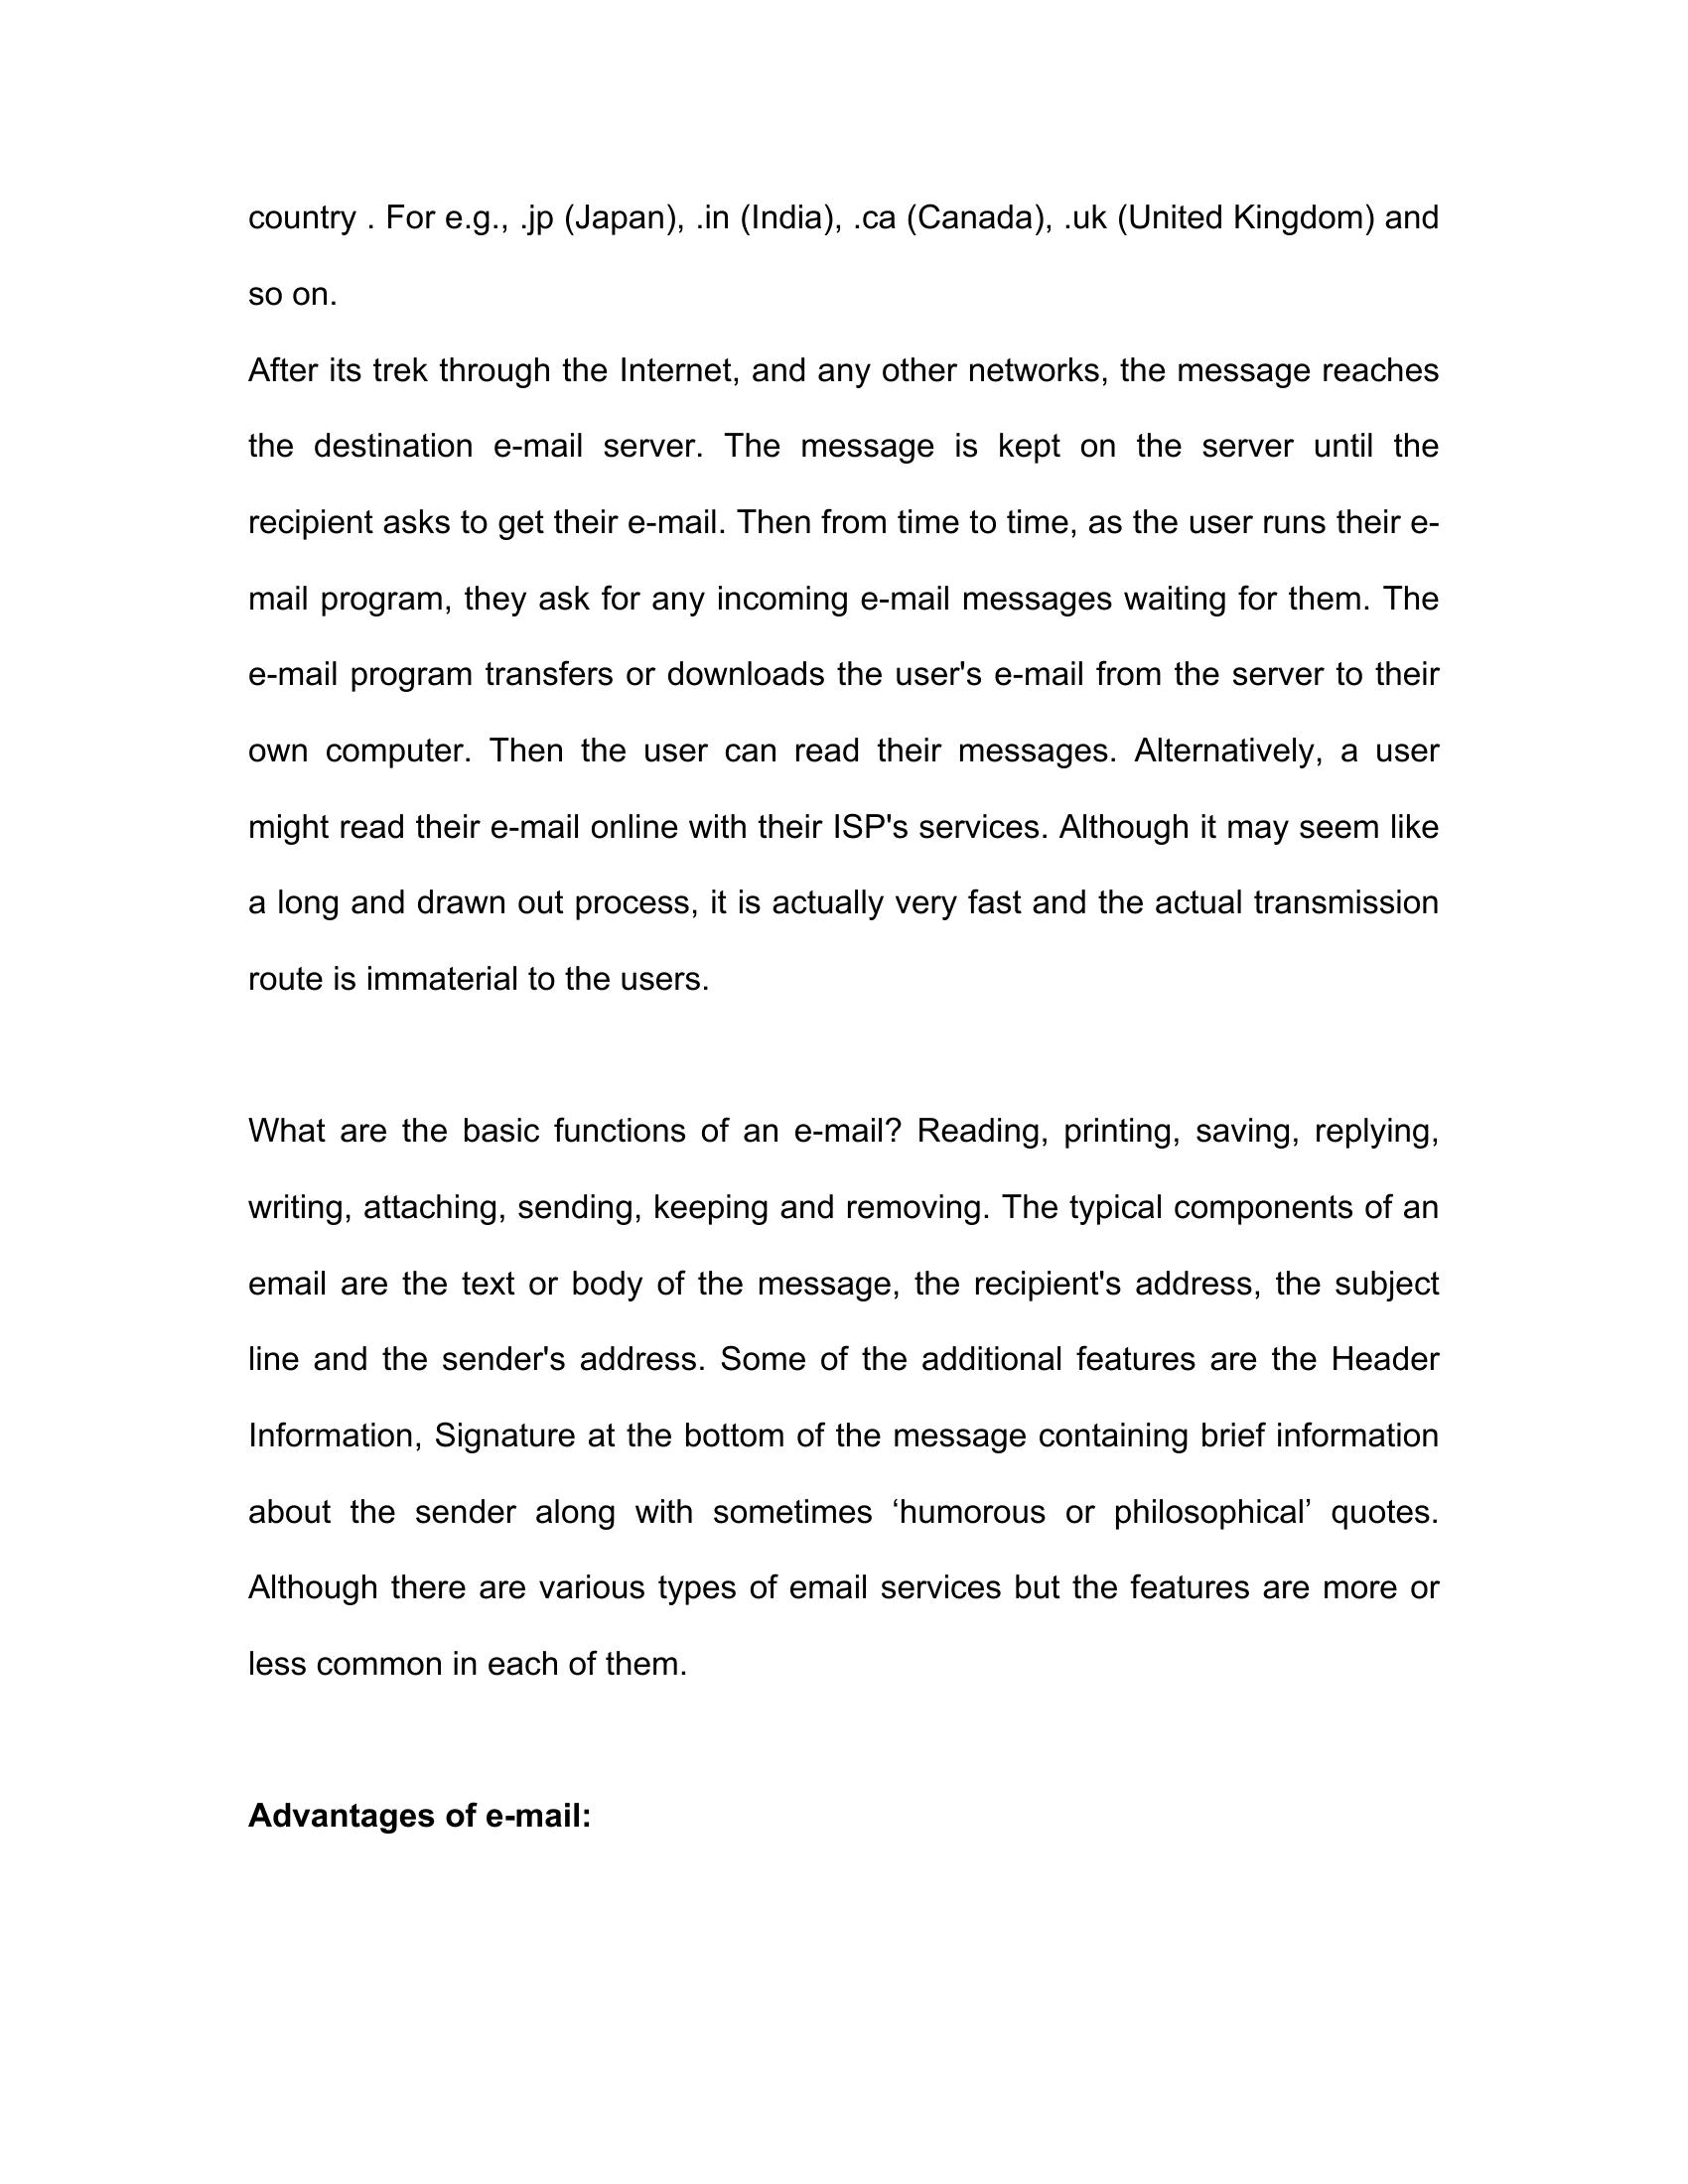 country . For e.g., .jp (Japan), .in (India), .ca (Canada), .uk (United Kingdom) and
so on.
After its trek through the Internet, and any other networks, the message reaches
the destination e-mail server. The message is kept on the server until the
recipient asks to get their e-mail. Then from time to time, as the user runs their e-
mail program, they ask for any incoming e-mail messages waiting for them. The
e-mail program transfers or downloads the user's e-mail from the server to their
own computer. Then the user can read their messages. Alternatively, a user
might read their e-mail online with their ISP's services. Although it may seem like
a long and drawn out process, it is actually very fast and the actual transmission
route is immaterial to the users.
What are the basic functions of an e-mail? Reading, printing, saving, replying,
writing, attaching, sending, keeping and removing. The typical components of an
email are the text or body of the message, the recipient's address, the subject
line and the sender's address. Some of the additional features are the Header
Information, Signature at the bottom of the message containing brief information
about the sender along with sometimes ‘humorous or philosophical’ quotes.
Although there are various types of email services but the features are more or
less common in each of them.
Advantages of e-mail: